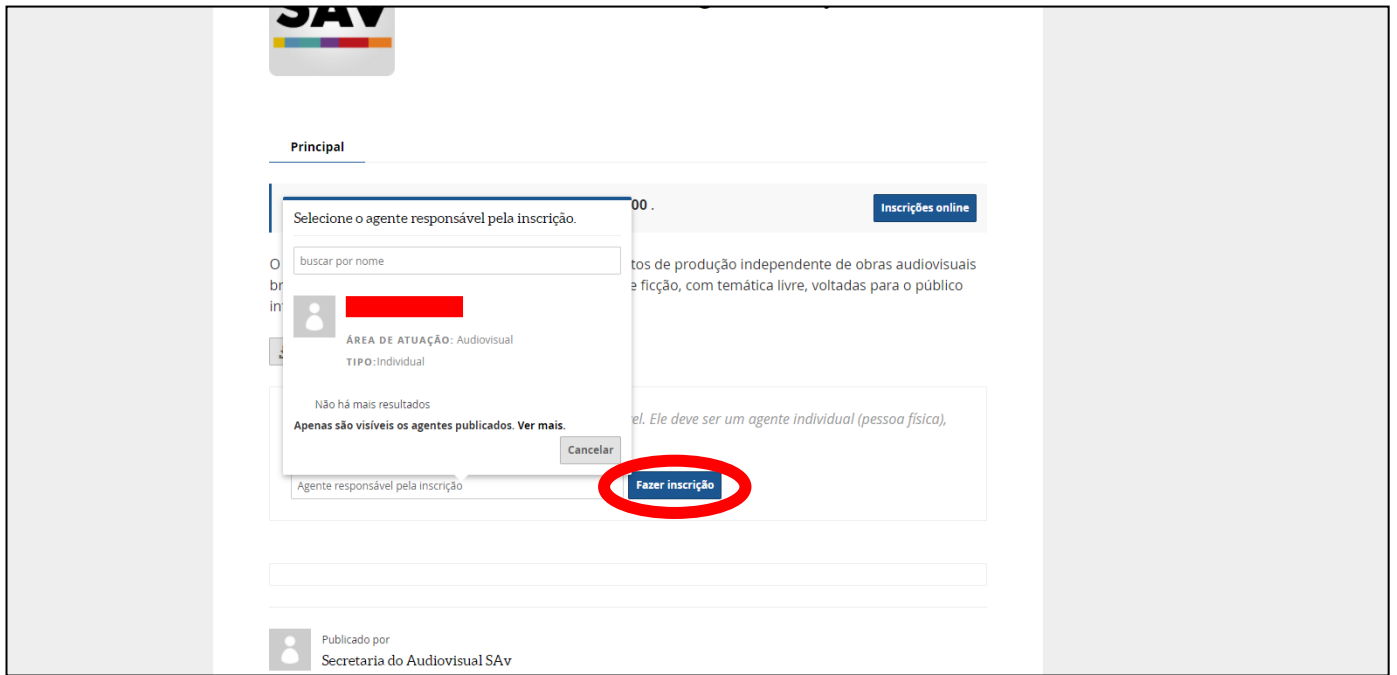 SAV
Principal
00 .
Inscrições online
Selecione o agente responsável pela inscrição.
buscar por nome
O
tos de produção independente de obras audiovisuais
br
e ficção, com temática livre, voltadas para o público
in
ÁREA DE ATUAÇÃO: Audiovisual
TIPO:Individual
Não há mais resultados
el. Ele deve ser um agente individual (pessoa física),
Apenas são visíveis os agentes publicados. Ver mais.
Cancelar
Agente responsável pela inscrição
Fazer inscrição
Publicado por
Secretaria do Audiovisual SAv